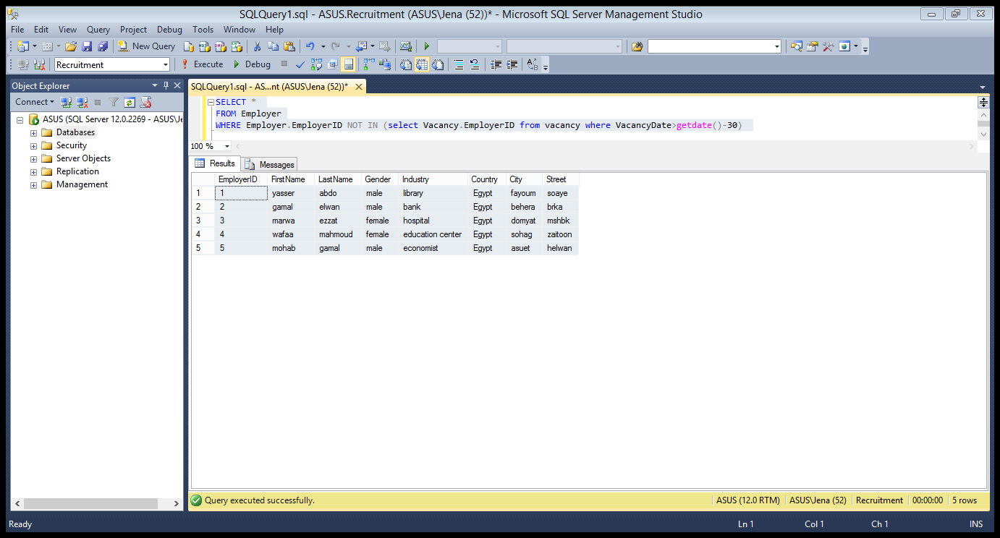 SQLQuery1.sql - ASUS.Recruitment (ASUS\Jena (52))* - Microsoft SQL Server Management Studio
File Edit View Query Project Debug Tools Window Help
New Query
Recruitment Execute Debug
Object Explorer
Connect
ASUS (SQL Server 12.0.2269 - ASUS\Je
Databases
Security
Server Objects
Replication
Management
SQLQuery1.sql - AS...nt (ASUS\Jena (52))*
SELECT *
FROM Employer
WHERE Employer.EmployerID NOT IN (select Vacancy.EmployerID from vacancy where VacancyDate>getdate()-30)
100 %
Results Messages
EmployerID FirstName LastName Gender Industry Country City Street
1 1 yasser abdo male library Egypt fayoum soaye
2 2 gamal elwan male bank Egypt behera brka
3 3 marwa ezzat female hospital Egypt domyat mshbk
4 4 wafaa mahmoud female education center Egypt sohag zaitoon
5 5 mohab gamal male economist Egypt asuet helwan
Query executed successfully. ASUS (12.0 RTM) ASUS\Jena (52) Recruitment 00:00:00 5 rows
Ready Ln 1 Col 1 Ch 1 INS